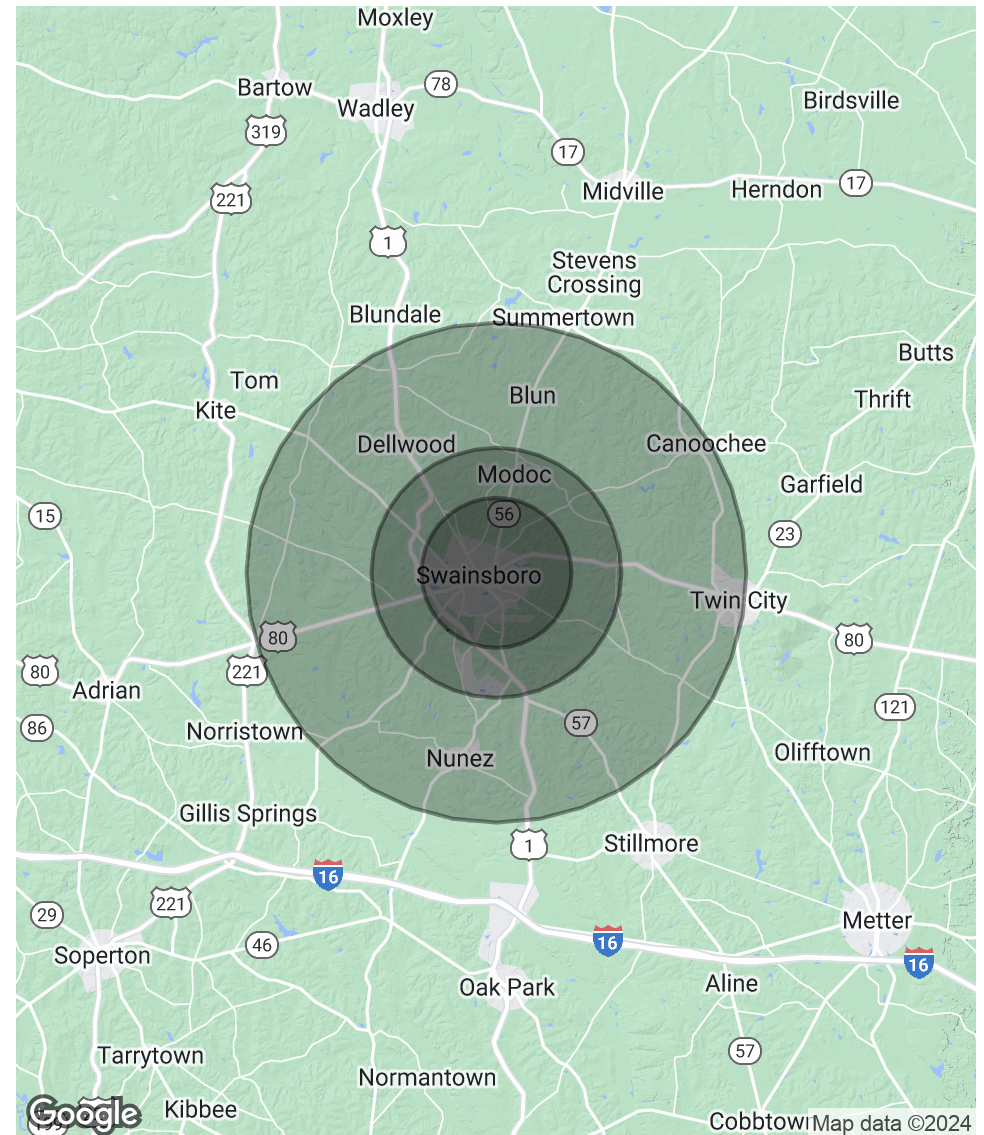 Moxley
Bartow
78
Wadley
Birdsville
319
17
221
Midville
Herndon
17
1
Stevens
Crossing
Blundale
Summertown
Butts
Tom
Blun
Thrift
Kite
Dellwood
Canoochee
Modoc
Garfield
15
56
23
Swainsboro
Twin City
80
80
80
221
Adrian
121
86
57
Norristown
Olifftown
Nunez
Gillis Springs
1
Stillmore
16
221
29
Metter
46
16
Soperton
16
Oak Park
Aline
57
Tarrytown
Normantown
Google
Kibbee
Cobbtown
Map data ©2024